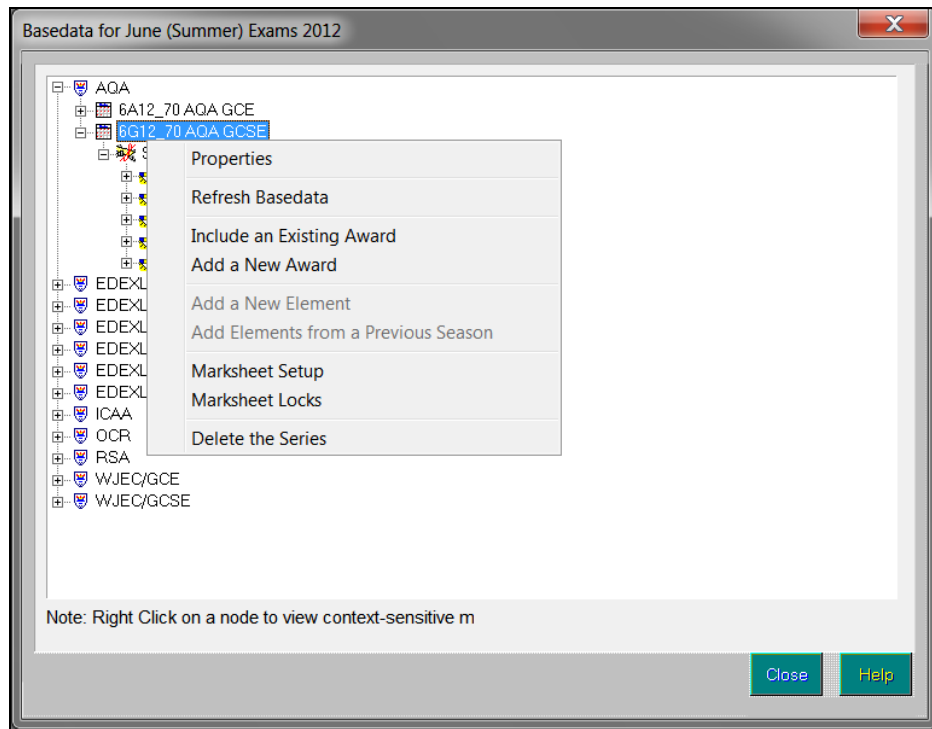 Basedata for June (Summer) Exams 2012
X
AQA
6A12_70 AQA GCE
6G12_70 AQA GCSE
S
Properties
Refresh Basedata
Include an Existing Award
Add a New Award
Add a New Element
Add Elements from a Previous Season
Marksheet Setup
Marksheet Locks
Delete the Series
EDEXL
EDEXL
EDEXL
EDEXL
EDEXL
EDEXL
ICAA
OCR
RSA
WJEC/GCE
WJEC/GCSE
Note: Right Click on a node to view context-sensitive m
Close
Help